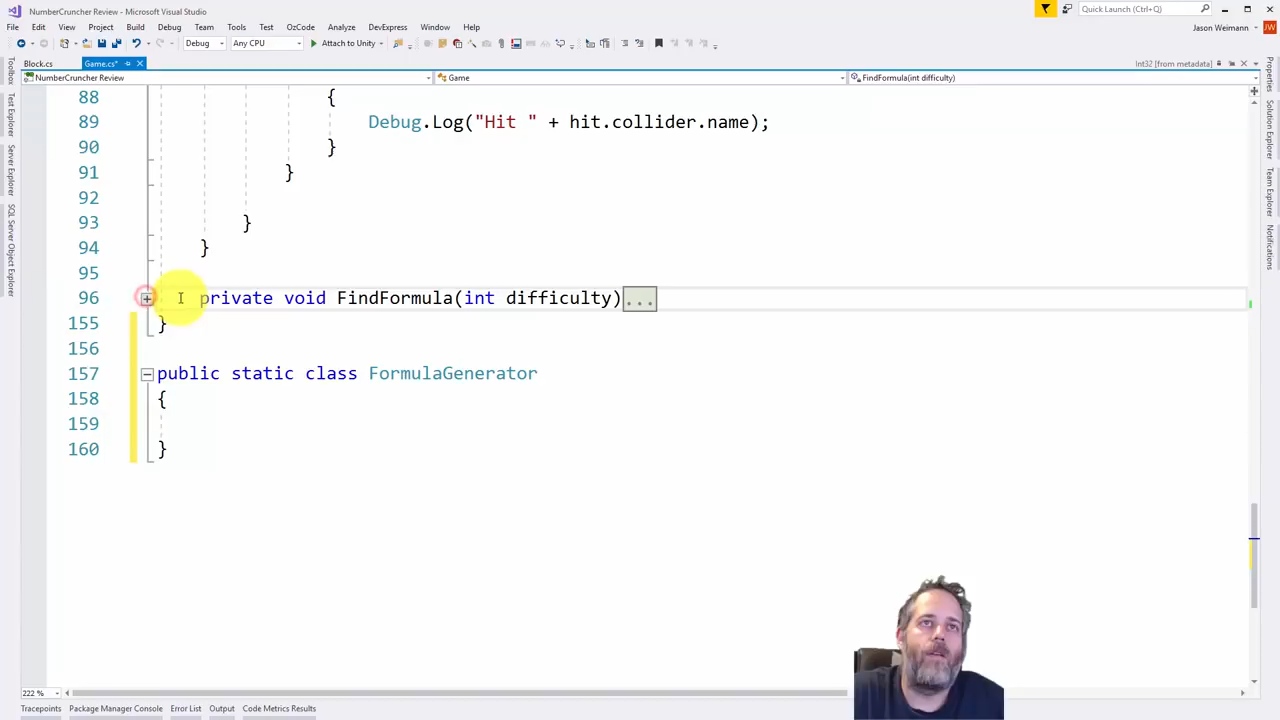 NumberCruncher Review - Microsoft Visual Studio
Quick Launch (Ctrl+Q)
File Edit View Project Build Debug Team Tools Test OzCode Analyze DevExpress Window Help
Jason Weimann JW
Debug Any CPU Attach to Unity
Block.cs Game.cs* Int32 [from metadata]
NumberCruncher Review Game FindFormula(int difficulty)
88 {
89 Debug.Log("Hit " + hit.collider.name);
90 }
91 }
92
93 }
94 }
95
96 private void FindFormula(int difficulty)...
155 }
156
157 public static class FormulaGenerator
158 {
159
160 }
222 %
Tracepoints Package Manager Console Error List Output Code Metrics Results
Toolbox
Test Explorer
Server Explorer
SQL Server Object Explorer
Properties
Solution Explorer
Team Explorer
Notifications